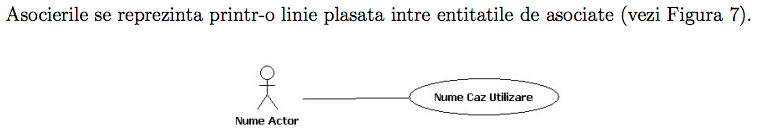 Asocierile se reprezinta printr-o linie plasata intre entitatile de asociate (vezi Figura 7).
Nume Caz Utilizare
Nume Actor